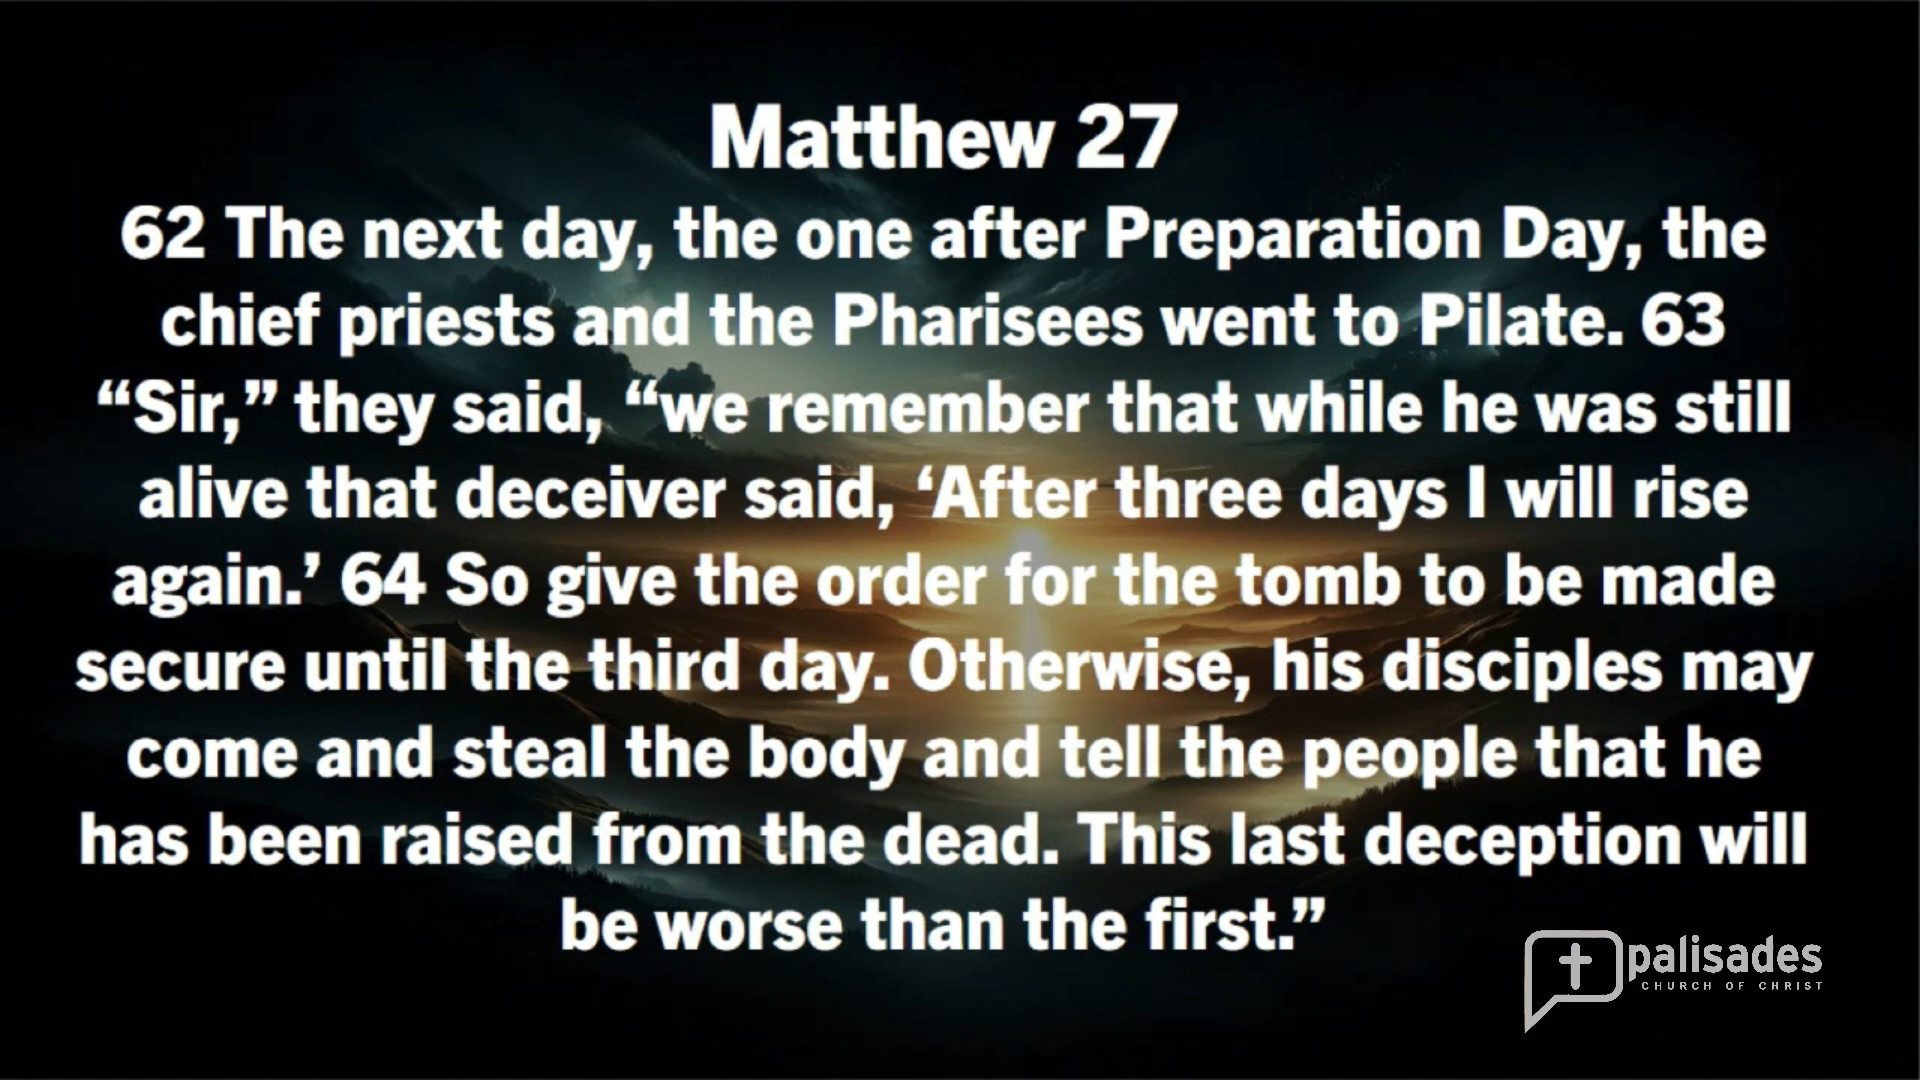 Matthew 27
62 The next day, the one after Preparation Day, the
chief priests and the Pharisees went to Pilate. 63
“Sir,” they said, “we remember that while he was still
alive that deceiver said, ‘After three days I will rise
again.’ 64 So give the order for the tomb to be made
secure until the third day. Otherwise, his disciples may
come and steal the body and tell the people that he
has been raised from the dead. This last deception will
be worse than the first.”
palisades
CHURCH OF CHRIST